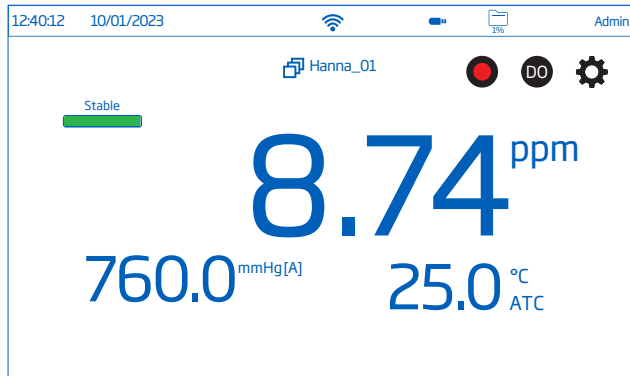 12:40:12 10/01/2023 1% Admin
Hanna_01 DO
Stable
8.74 ppm
760.0 mmHg[A] 25.0 °C
ATC